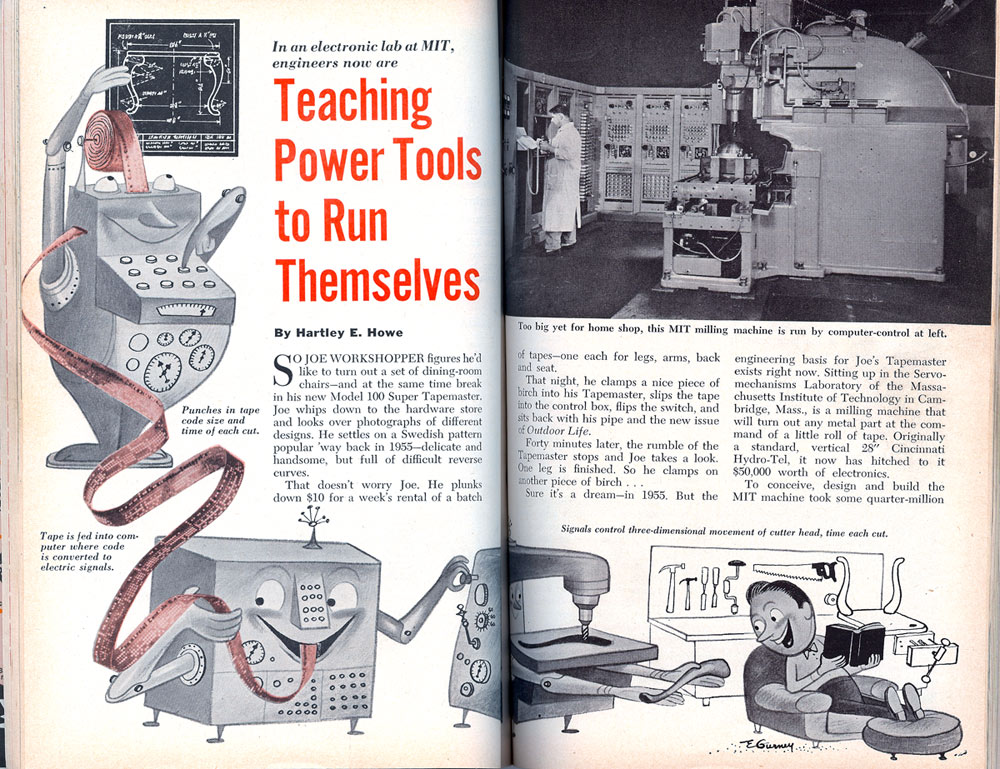 In an electronic lab at MIT,
engineers now are
Teaching
Power Tools
to Run
Themselves
By Hartley E. Howe
SO JOE WORKSHOPPER figures he'd
like to turn out a set of dining-room
chairs—and at the same time break
in his new Model 100 Super Tapemaster.
Joe whips down to the hardware store
and looks over photographs of different
designs. He settles on a Swedish pattern
popular 'way back in 1955—delicate and
handsome, but full of difficult reverse
curves.
That doesn't worry Joe. He plunks
down $10 for a week's rental of a batch
Punches in tape
code size and
time of each cut.
Tape is fed into com-
puter where code
is converted to
electric signals.
Too big yet for home shop, this MIT milling machine is run by computer-control at left.
of tapes—one each for legs, arms, back
and seat.
That night, he clamps a nice piece of
birch into his Tapemaster, slips the tape
into the control box, flips the switch, and
sits back with his pipe and the new issue
of Outdoor Life.
Forty minutes later, the rumble of the
Tapemaster stops and Joe takes a look.
One leg is finished. So he clamps on
another piece of birch . . .
Sure it's a dream—in 1955. But the
engineering basis for Joe's Tapemaster
exists right now. Sitting up in the Servo-
mechanisms Laboratory of the Massa-
chusetts Institute of Technology in Cam-
bridge, Mass., is a milling machine that
will turn out any metal part at the com-
mand of a little roll of tape. Originally
a standard, vertical 28" Cincinnati
Hydro-Tel, it now has hitched to it
$50,000 worth of electronics.
To conceive, design and build the
MIT machine took some quarter-million
Signals control three-dimensional movement of cutter head, time each cut.
E Gurney